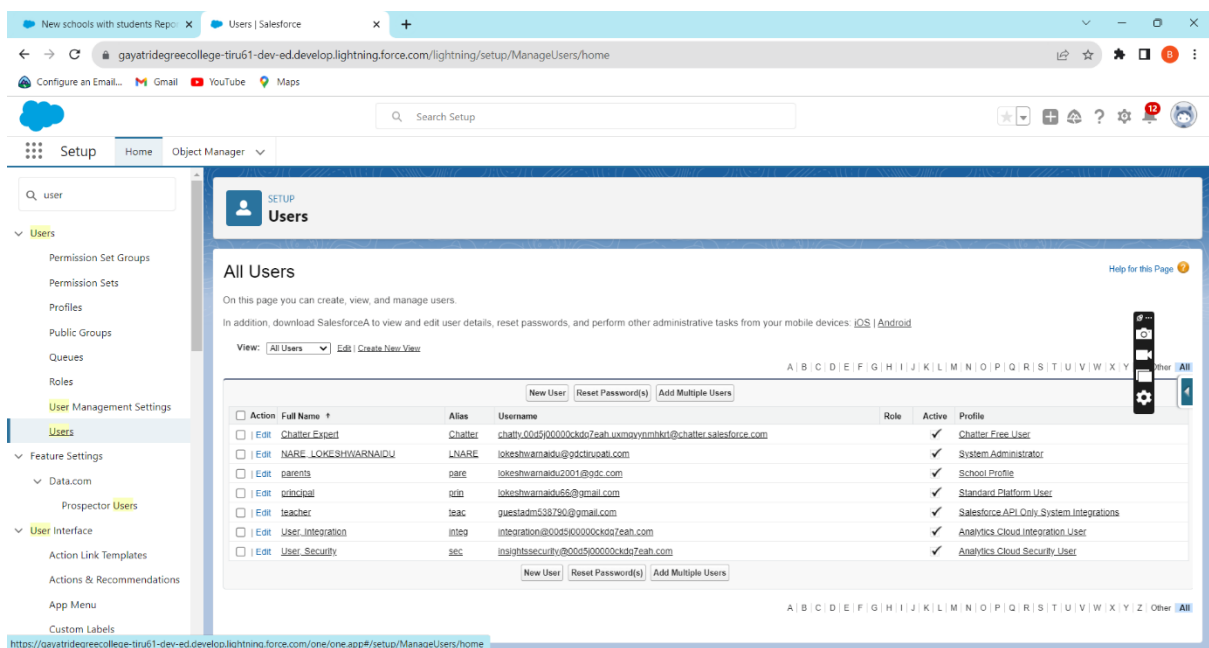 New schools with students Repor
Users | Salesforce
gayatridegreecollege-tiru61-dev-ed.develop.lightning.force.com/lightning/setup/ManageUsers/home
B
Configure an Email... Gmail YouTube Maps
Search Setup
12
Setup Home Object Manager
user
SETUP
Users
Users
Permission Set Groups
Permission Sets
Profiles
Public Groups
Queues
Roles
User Management Settings
Users
Feature Settings
Data.com
Prospector Users
User Interface
Action Link Templates
Actions & Recommendations
App Menu
Custom Labels
All Users
Help for this Page
On this page you can create, view, and manage users.
In addition, download SalesforceA to view and edit user details, reset passwords, and perform other administrative tasks from your mobile devices: iOS | Android
View: All Users Edit | Create New View
A | B | C | D | E | F | G | H | I | J | K | L | M | N | O | P | Q | R | S | T | U | V | W | X | Y Other All
New User Reset Password(s) Add Multiple Users
Action Full Name ↑ Alias Username Role Active Profile
| Edit Chatter Expert Chatter chatty.00d5j00000ckdq7eah.uxmqvynmhkrt@chatter.salesforce.com ✓ Chatter Free User
| Edit NARE, LOKESHWARNAIDU LNARE lokeshwarnaidu@gdctirupati.com ✓ System Administrator
| Edit parents pare lokeshwarnaidu2001@gdc.com ✓ School Profile
| Edit principal prin lokeshwarnaidu66@gmail.com ✓ Standard Platform User
| Edit teacher teac guestadm538790@gmail.com ✓ Salesforce API Only System Integrations
| Edit User, Integration integ integration@00d5j00000ckdq7eah.com ✓ Analytics Cloud Integration User
| Edit User, Security sec insightssecurity@00d5j00000ckdq7eah.com ✓ Analytics Cloud Security User
New User Reset Password(s) Add Multiple Users
A | B | C | D | E | F | G | H | I | J | K | L | M | N | O | P | Q | R | S | T | U | V | W | X | Y | Z | Other All
https://gayatridegreecollege-tiru61-dev-ed.develop.lightning.force.com/one/one.app#/setup/ManageUsers/home